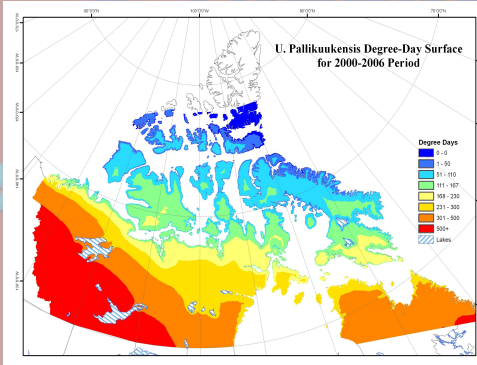 U. Pallikuukensis Degree-Day Surface
for 2000-2006 Period
Degree Days
0 - 0
1 - 50
51 - 110
111 - 167
168 - 230
231 - 300
301 - 500
500+
Lakes